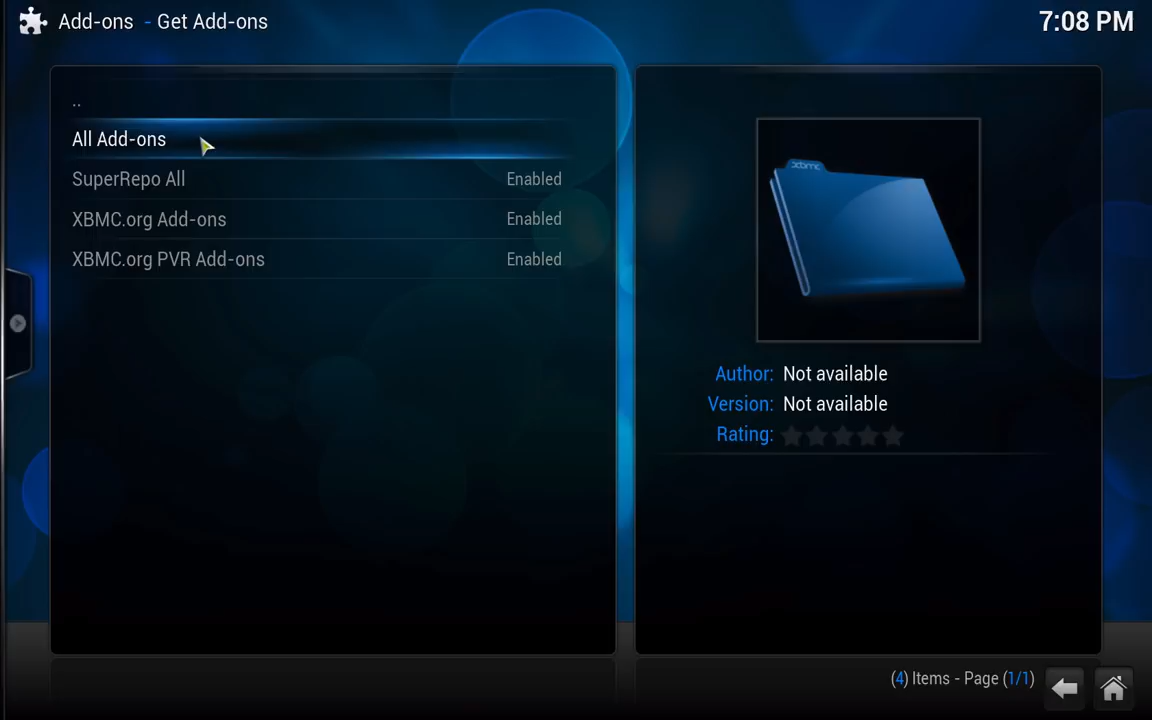 Add-ons - Get Add-ons
7:08 PM
..
All Add-ons
SuperRepo All Enabled
XBMC.org Add-ons Enabled
XBMC.org PVR Add-ons Enabled
xbmc
Author: Not available
Version: Not available
Rating:
(4) Items - Page (1/1)